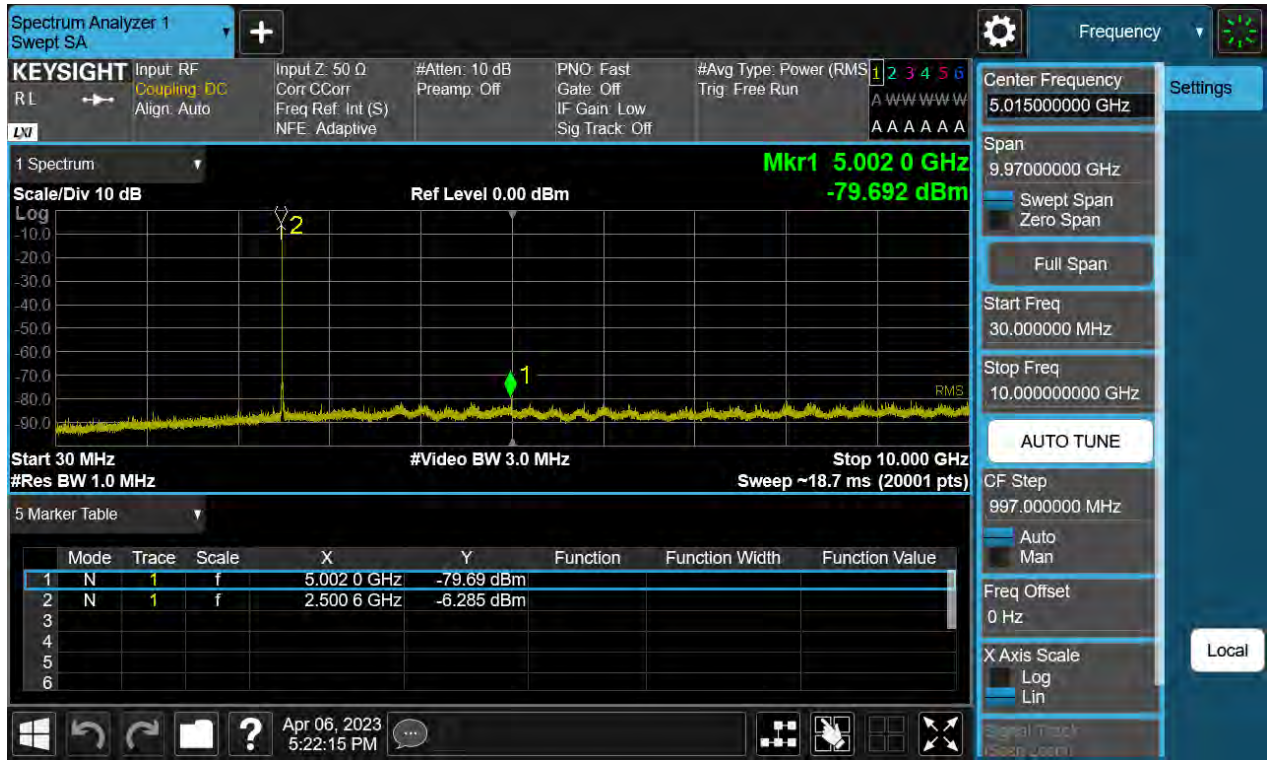 Spectrum Analyzer 1
Swept SA
+
Frequency
KEYSIGHT
RL
LXI
Input: RF
Coupling: DC
Align: Auto
Input Z: 50 Ω
Corr CCorr
Freq Ref: Int (S)
NFE: Adaptive
#Atten: 10 dB
Preamp: Off
PNO: Fast
Gate: Off
IF Gain: Low
Sig Track: Off
#Avg Type: Power (RMS
Trig: Free Run
1 2 3 4 5 6
A W W W W W
A A A A A A
Center Frequency
5.015000000 GHz
Settings
1 Spectrum
Mkr1 5.002 0 GHz
Scale/Div 10 dB
Ref Level 0.00 dBm
-79.692 dBm
Log
-10.0
-20.0
-30.0
-40.0
-50.0
-60.0
-70.0
-80.0
-90.0
2
1
RMS
Start 30 MHz
#Video BW 3.0 MHz
Stop 10.000 GHz
#Res BW 1.0 MHz
Sweep ~18.7 ms (20001 pts)
Span
9.97000000 GHz
Swept Span
Zero Span
Full Span
Start Freq
30.000000 MHz
Stop Freq
10.000000000 GHz
AUTO TUNE
CF Step
997.000000 MHz
Auto
Man
Freq Offset
0 Hz
X Axis Scale
Log
Lin
Signal Track
(Span Zoom)
Local
5 Marker Table
Mode Trace Scale X Y Function Function Width Function Value
1 N 1 f 5.002 0 GHz -79.69 dBm
2 N 1 f 2.500 6 GHz -6.285 dBm
3
4
5
6
?
Apr 06, 2023
5:22:15 PM